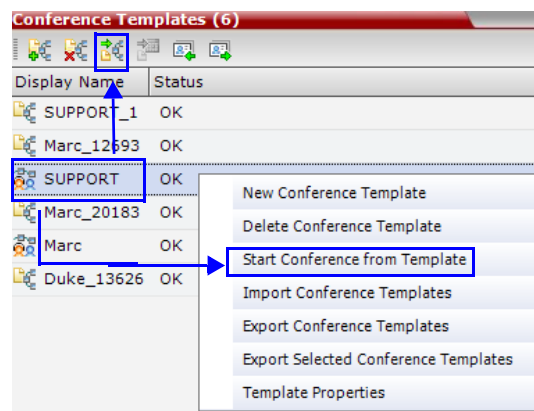 Conference Templates (6)
Display Name Status
SUPPORT_1 OK
Marc_12693 OK
SUPPORT OK
New Conference Template
Marc_20183 OK
Delete Conference Template
Marc OK
Start Conference from Template
Duke_13626 OK
Import Conference Templates
Export Conference Templates
Export Selected Conference Templates
Template Properties